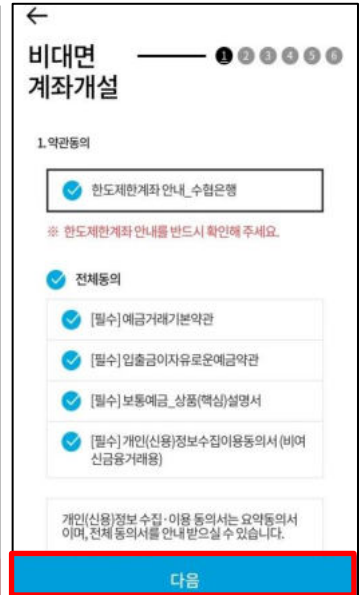 ←
비대면
계좌개설
1 2 3 4 5 6
1. 약관동의
한도제한계좌 안내_수협은행
※ 한도제한계좌 안내를 반드시 확인해 주세요.
전체동의
[필수] 예금거래기본약관
[필수] 입출금이자유로운예금약관
[필수] 보통예금_상품(핵심)설명서
[필수] 개인(신용)정보수집이용동의서 (비여
신금융거래용)
개인(신용)정보 수집·이용 동의서는 요약동의서
이며, 전체 동의서를 안내 받으실 수 있습니다.
다음